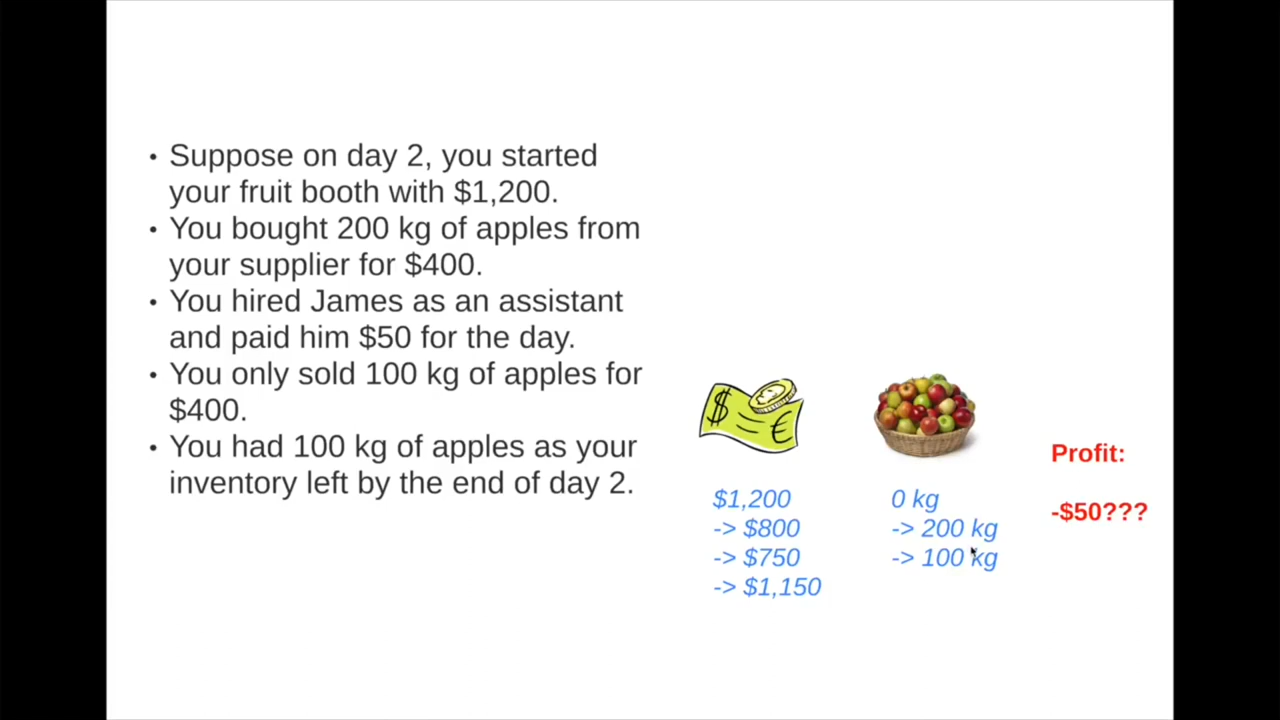 • Suppose on day 2, you started
your fruit booth with $1,200.
• You bought 200 kg of apples from
your supplier for $400.
• You hired James as an assistant
and paid him $50 for the day.
• You only sold 100 kg of apples for
$400.
• You had 100 kg of apples as your
inventory left by the end of day 2.
$ €
$1,200
-> $800
-> $750
-> $1,150
0 kg
-> 200 kg
-> 100 kg
Profit:
-$50???